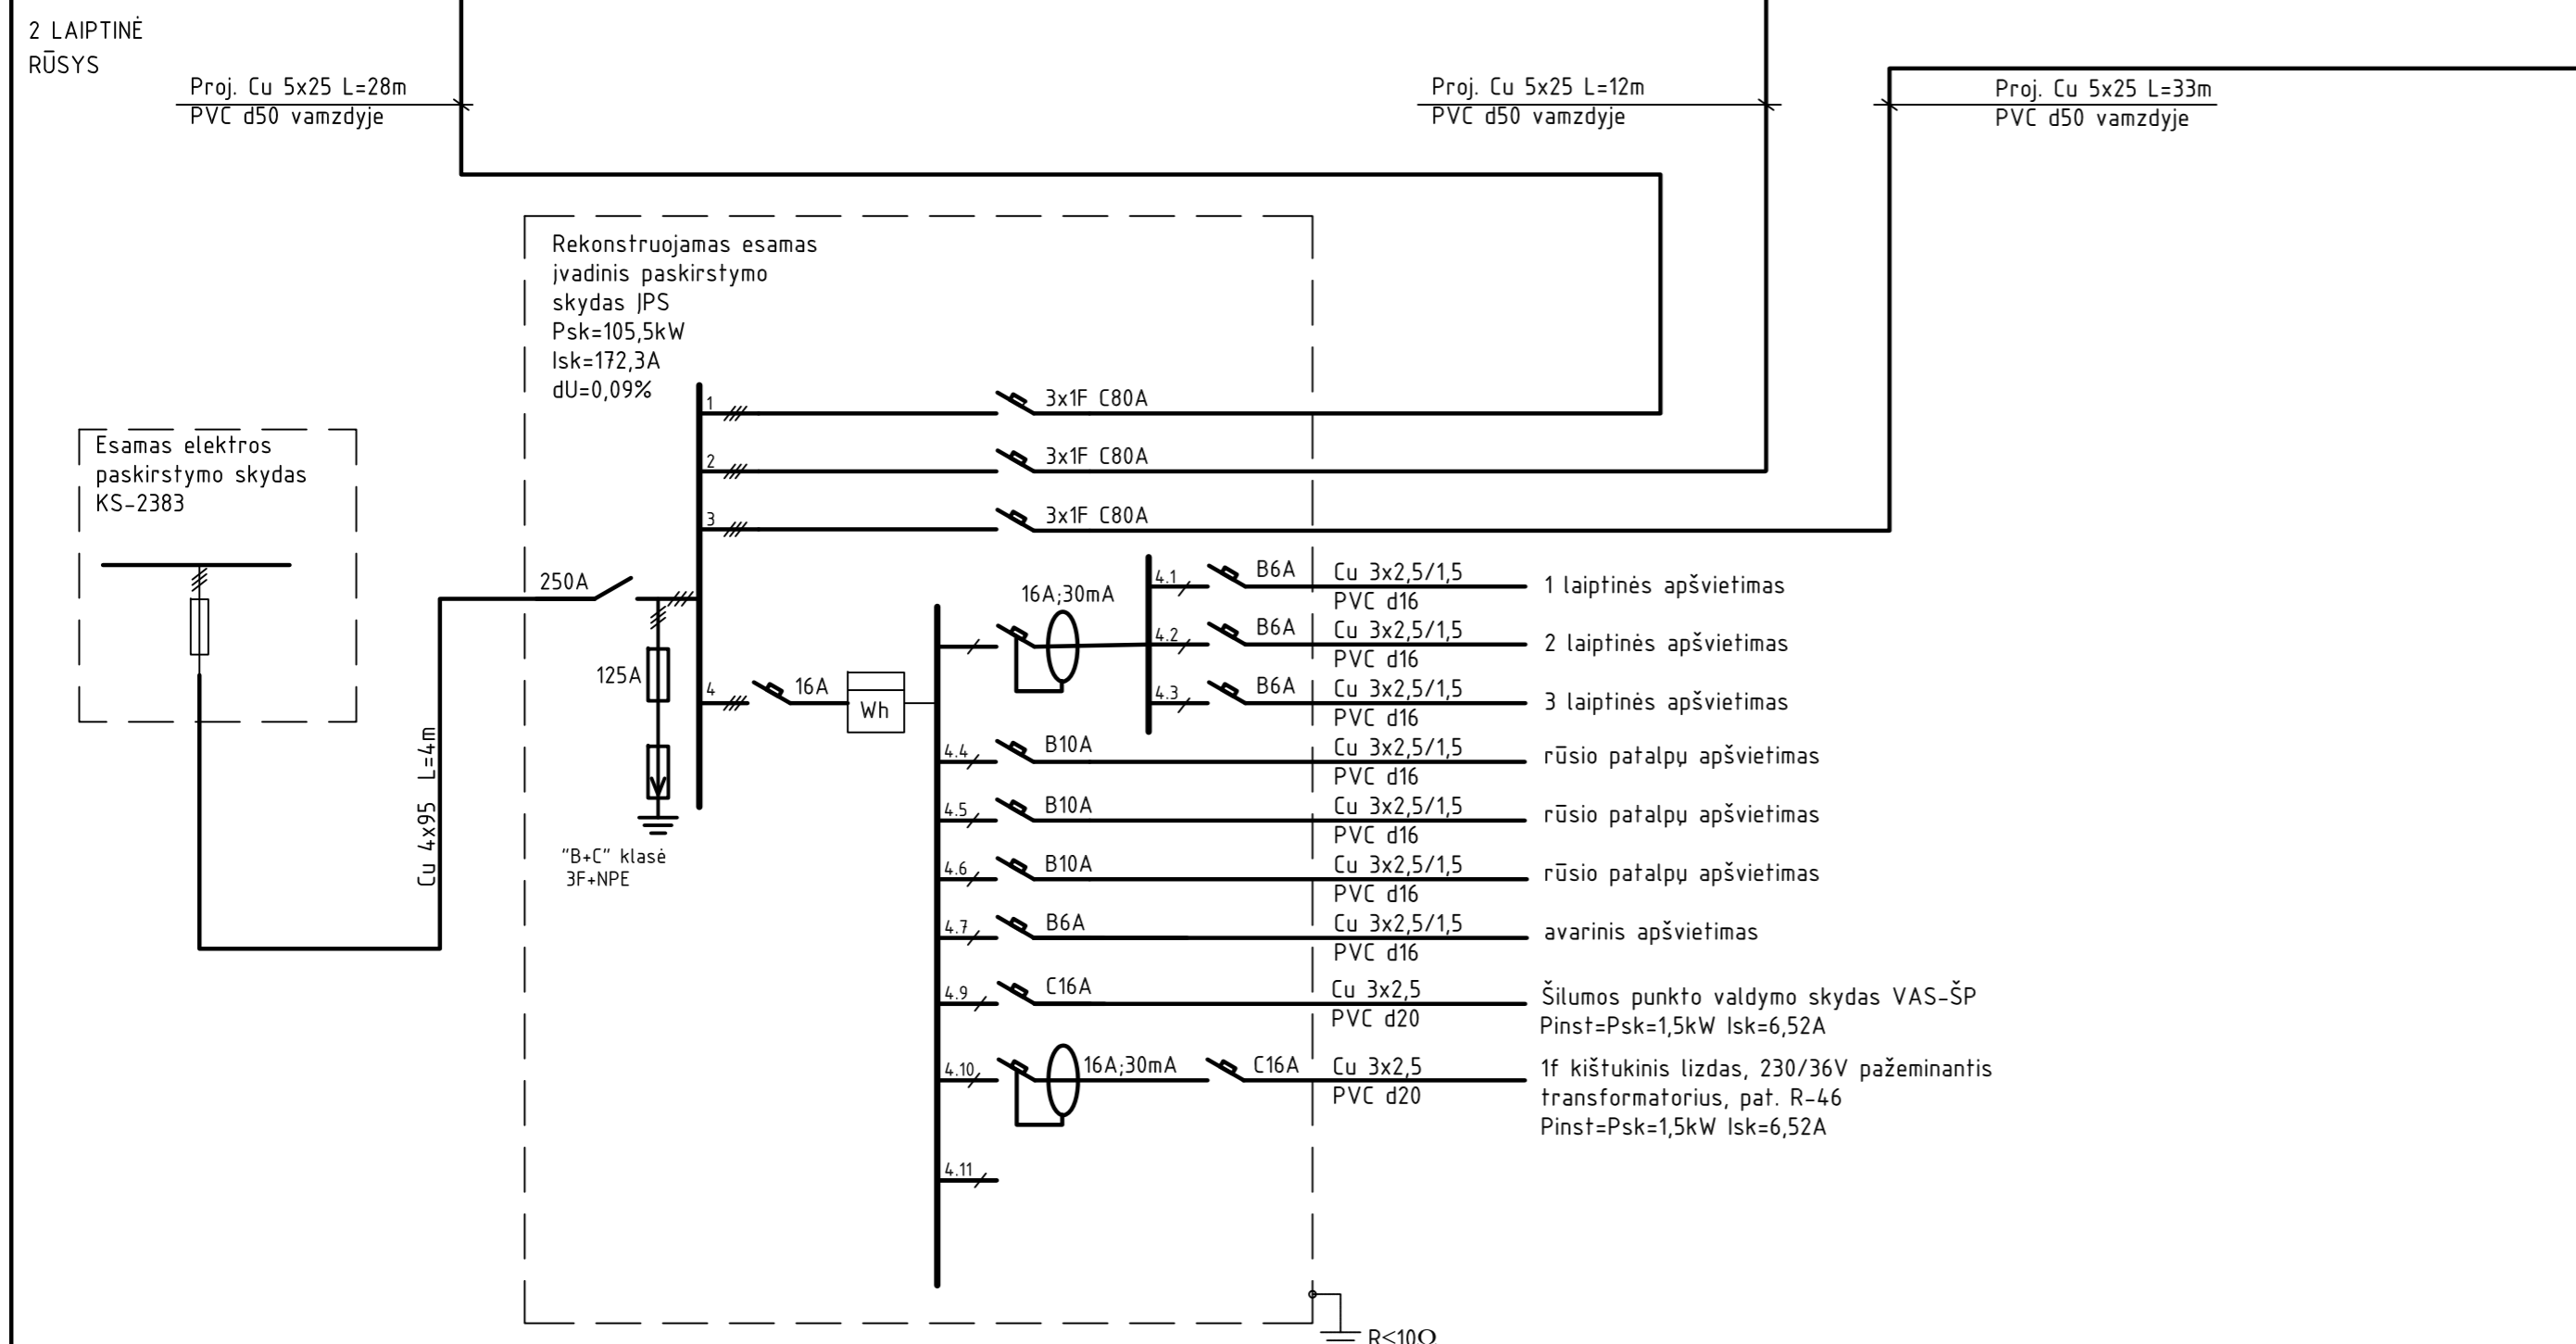 2 LAIPTINĖ
RŪSYS
Proj. Cu 5x25 L=28m
PVC d50 vamzdyje
Proj. Cu 5x25 L=12m
PVC d50 vamzdyje
Proj. Cu 5x25 L=33m
PVC d50 vamzdyje
Rekonstruojamas esamas
įvadinis paskirstymo
skydas ĮPS
Psk=105,5kW
Isk=172,3A
dU=0,09%
1
3x1F C80A
2
3x1F C80A
3
3x1F C80A
Esamas elektros
paskirstymo skydas
KS-2383
Cu 4x95 L=4m
250A
125A
"B+C" klasė
3F+NPE
4
16A
Wh
16A;30mA
4.1
B6A
Cu 3x2,5/1,5
PVC d16
1 laiptinės apšvietimas
4.2
B6A
Cu 3x2,5/1,5
PVC d16
2 laiptinės apšvietimas
4.3
B6A
Cu 3x2,5/1,5
PVC d16
3 laiptinės apšvietimas
4.4
B10A
Cu 3x2,5/1,5
PVC d16
rūsio patalpų apšvietimas
4.5
B10A
Cu 3x2,5/1,5
PVC d16
rūsio patalpų apšvietimas
4.6
B10A
Cu 3x2,5/1,5
PVC d16
rūsio patalpų apšvietimas
4.7
B6A
Cu 3x2,5/1,5
PVC d16
avarinis apšvietimas
4.9
C16A
Cu 3x2,5
PVC d20
Šilumos punkto valdymo skydas VAS-ŠP
Pinst=Psk=1,5kW Isk=6,52A
4.10
16A;30mA
C16A
Cu 3x2,5
PVC d20
1f kištukinis lizdas, 230/36V pažeminantis
transformatorius, pat. R-46
Pinst=Psk=1,5kW Isk=6,52A
4.11
R<10Ω